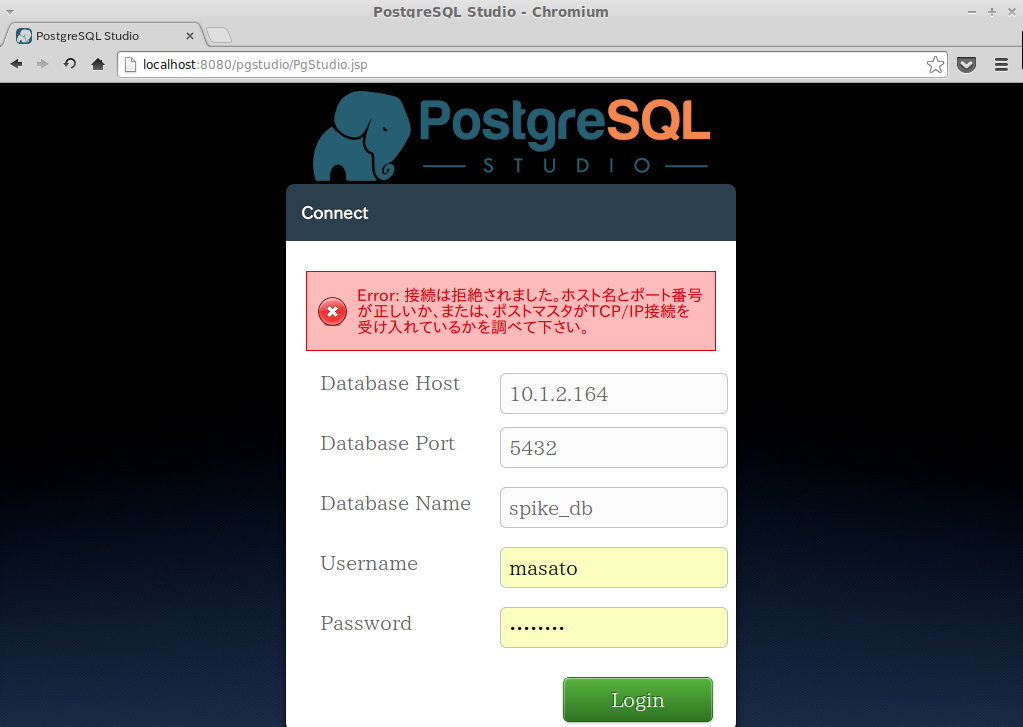 PostgreSQL Studio - Chromium
PostgreSQL Studio
localhost:8080/pgstudio/PgStudio.jsp
PostgreSQL
STUDIO
Connect
Error: 接続は拒絶されました。ホスト名とポート番号
が正しいか、または、ポストマスタがTCP/IP接続を
受け入れているかを調べて下さい。
Database Host
10.1.2.164
Database Port
5432
Database Name
spike_db
Username
masato
Password
••••••••
Login